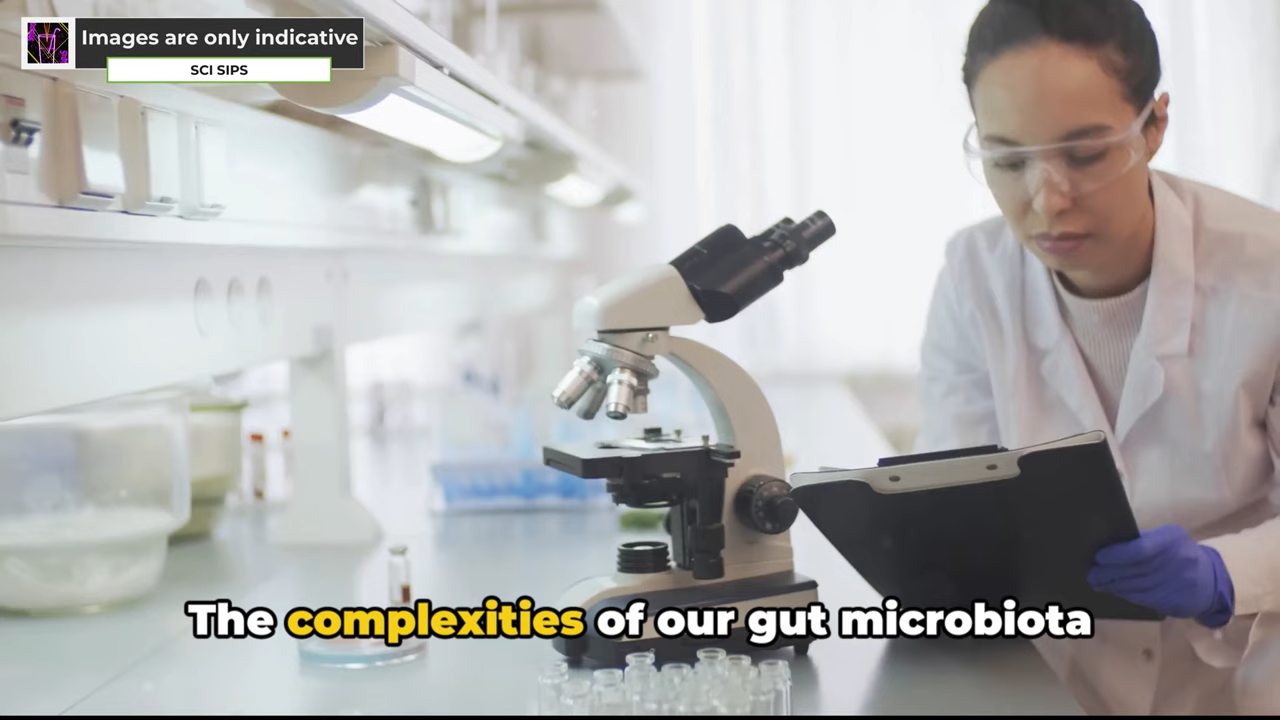 Images are only indicative
SCI SIPS
The complexities of our gut microbiota